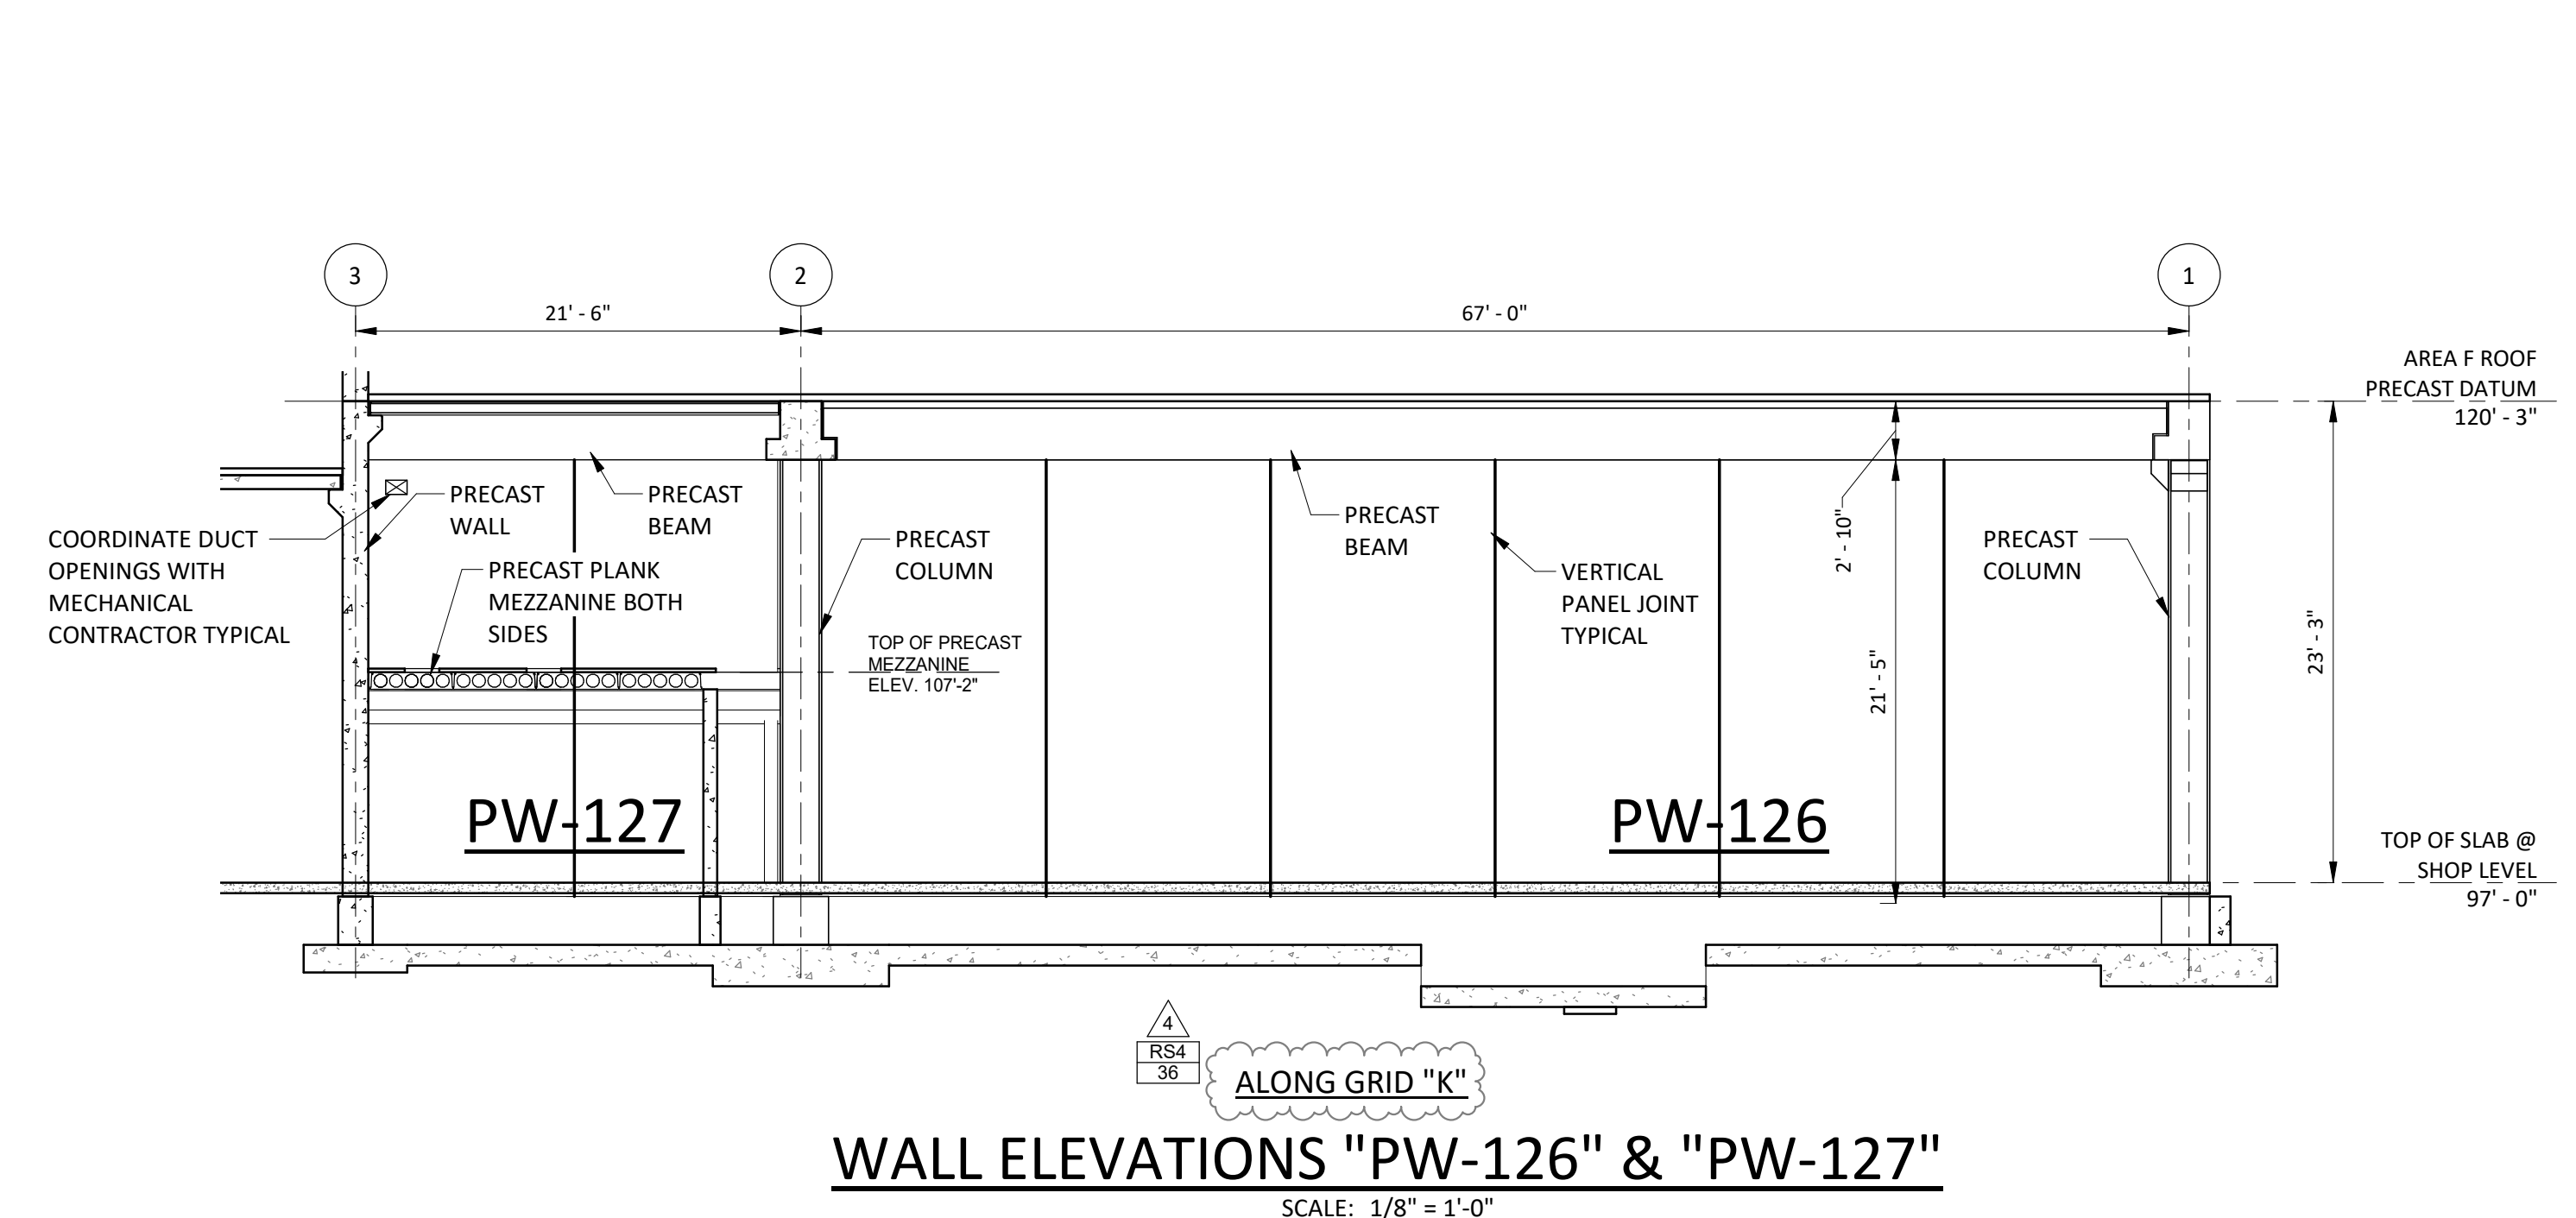 3
2
1
21' - 6"
67' - 0"
AREA F ROOF
PRECAST DATUM
120' - 3"
PRECAST
WALL
PRECAST
BEAM
COORDINATE DUCT
OPENINGS WITH
MECHANICAL
CONTRACTOR TYPICAL
PRECAST PLANK
MEZZANINE BOTH
SIDES
PRECAST
COLUMN
TOP OF PRECAST
MEZZANINE
ELEV. 107'-2"
PRECAST
BEAM
VERTICAL
PANEL JOINT
TYPICAL
2' - 10"
21' - 5"
PRECAST
COLUMN
23' - 3"
PW-127
PW-126
TOP OF SLAB @
SHOP LEVEL
97' - 0"
4
RS4
36
ALONG GRID "K"
WALL ELEVATIONS "PW-126" & "PW-127"
SCALE: 1/8" = 1'-0"